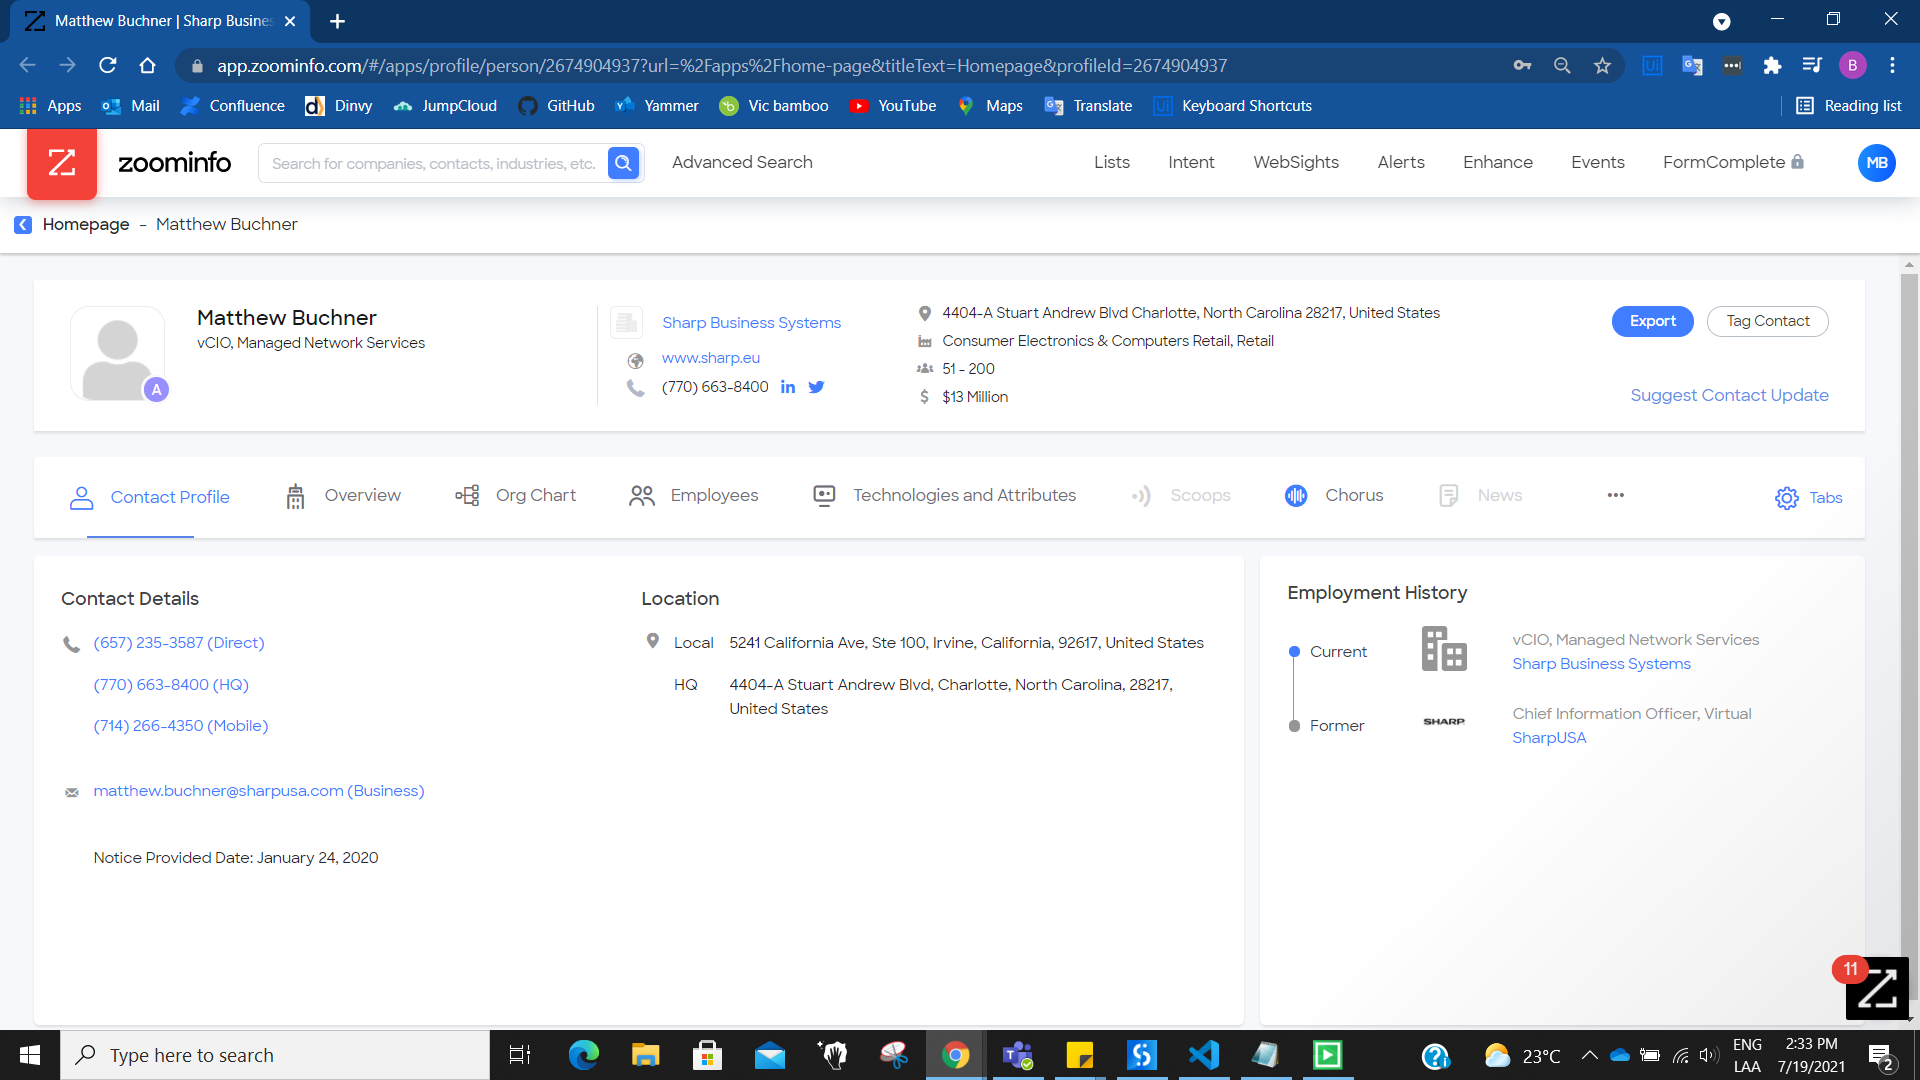 Matthew Buchner | Sharp Busines
app.zoominfo.com/#/apps/profile/person/2674904937?url=%2Fapps%2Fhome-page&titleText=Homepage&profileId=2674904937
B
Apps
Mail
Confluence
Dinvy
JumpCloud
GitHub
Yammer
Vic bamboo
YouTube
Maps
Translate
Keyboard Shortcuts
Reading list
zoominfo
Search for companies, contacts, industries, etc.
Advanced Search
Lists
Intent
WebSights
Alerts
Enhance
Events
FormComplete
MB
Homepage - Matthew Buchner
Matthew Buchner
vCIO, Managed Network Services
A
Sharp Business Systems
www.sharp.eu
(770) 663-8400
4404-A Stuart Andrew Blvd Charlotte, North Carolina 28217, United States
Consumer Electronics & Computers Retail, Retail
51 - 200
$13 Million
Export
Tag Contact
Suggest Contact Update
Contact Profile
Overview
Org Chart
Employees
Technologies and Attributes
Scoops
Chorus
News
Tabs
Contact Details
(657) 235-3587 (Direct)
(770) 663-8400 (HQ)
(714) 266-4350 (Mobile)
matthew.buchner@sharpusa.com (Business)
Notice Provided Date: January 24, 2020
Location
Local 5241 California Ave, Ste 100, Irvine, California, 92617, United States
HQ 4404-A Stuart Andrew Blvd, Charlotte, North Carolina, 28217,
United States
Employment History
Current
vCIO, Managed Network Services
Sharp Business Systems
Former
SHARP
Chief Information Officer, Virtual
SharpUSA
11
Type here to search
23°C
ENG
LAA
2:33 PM
7/19/2021
2